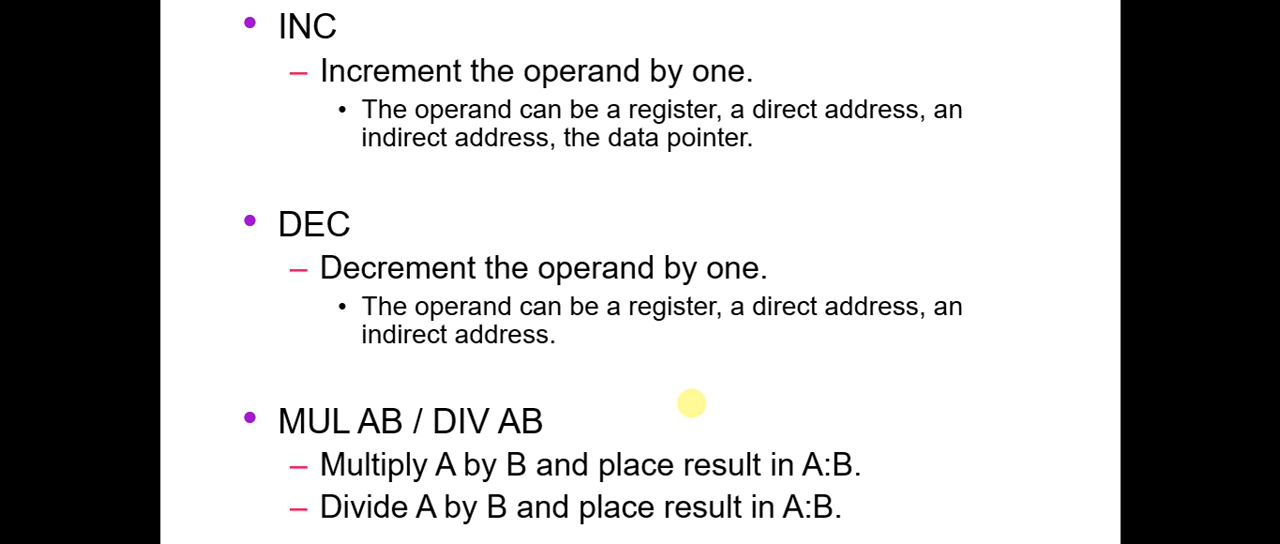 • INC
– Increment the operand by one.
• The operand can be a register, a direct address, an
indirect address, the data pointer.
• DEC
– Decrement the operand by one.
• The operand can be a register, a direct address, an
indirect address.
• MUL AB / DIV AB
– Multiply A by B and place result in A:B.
– Divide A by B and place result in A:B.